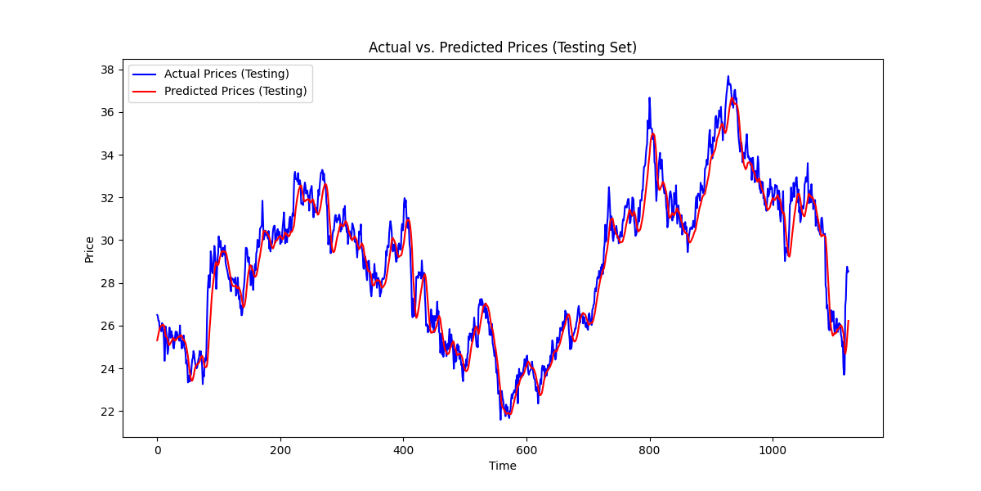 Actual vs. Predicted Prices (Testing Set)
Actual Prices (Testing)
Predicted Prices (Testing)
38
36
34
32
30
28
26
24
22
Price
0 200 400 600 800 1000
Time